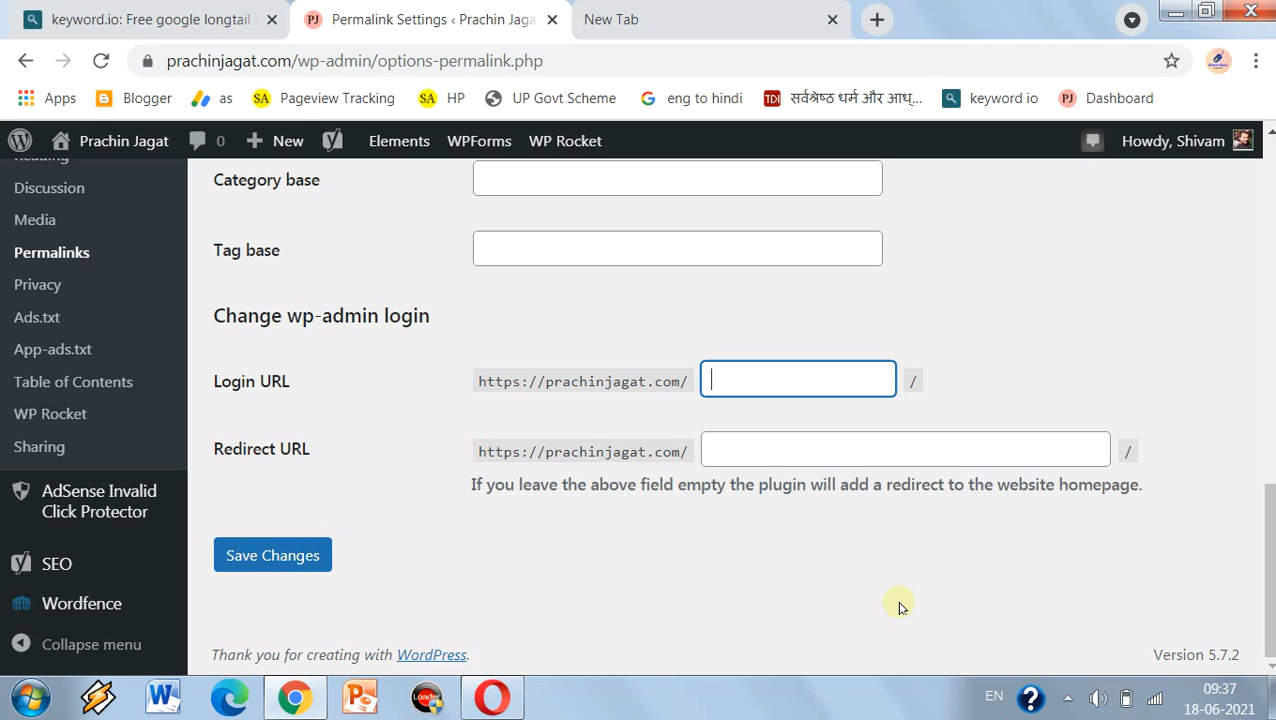 keyword.io: Free google longtail
Permalink Settings ‹ Prachin Jaga
New Tab
prachinjagat.com/wp-admin/options-permalink.php
Apps
Blogger
as
SA
Pageview Tracking
SA
HP
UP Govt Scheme
eng to hindi
TDI
सर्वश्रेष्ठ धर्म और आध्...
keyword io
PJ
Dashboard
Prachin Jagat
0
New
Elements
WPForms
WP Rocket
Howdy, Shivam
Reading
Discussion
Media
Permalinks
Privacy
Ads.txt
App-ads.txt
Table of Contents
WP Rocket
Sharing
AdSense Invalid
Click Protector
SEO
Wordfence
Collapse menu
Category base
Tag base
Change wp-admin login
Login URL
https://prachinjagat.com/
/
Redirect URL
https://prachinjagat.com/
/
If you leave the above field empty the plugin will add a redirect to the website homepage.
Save Changes
Thank you for creating with WordPress.
Version 5.7.2
Loader
EN
09:37
18-06-2021